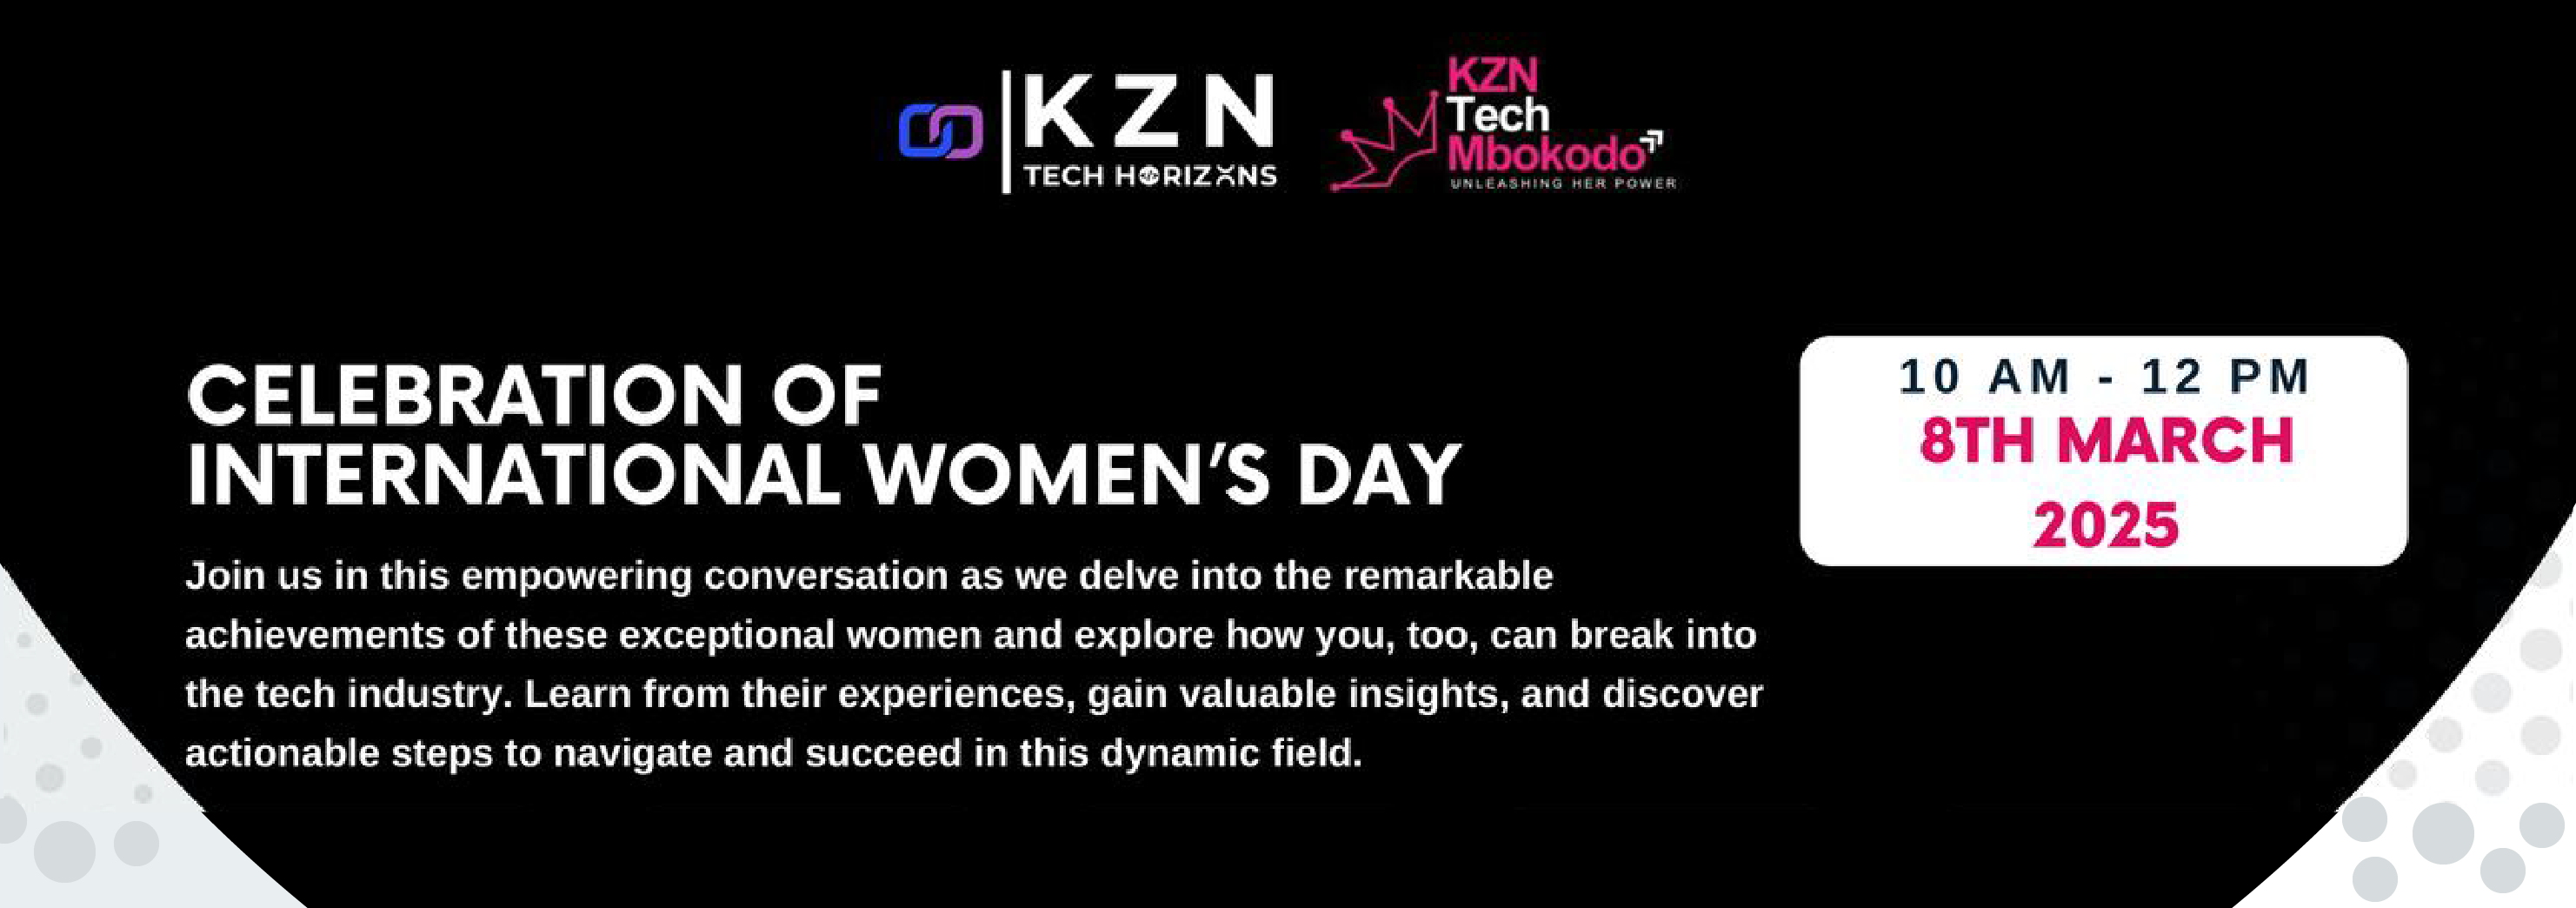 KZN
TECH HORIZONS
KZN
Tech
Mbokodo
UNLEASHING HER POWER
CELEBRATION OF
INTERNATIONAL WOMEN’S DAY
10 AM - 12 PM
8TH MARCH
2025
Join us in this empowering conversation as we delve into the remarkable
achievements of these exceptional women and explore how you, too, can break into
the tech industry. Learn from their experiences, gain valuable insights, and discover
actionable steps to navigate and succeed in this dynamic field.